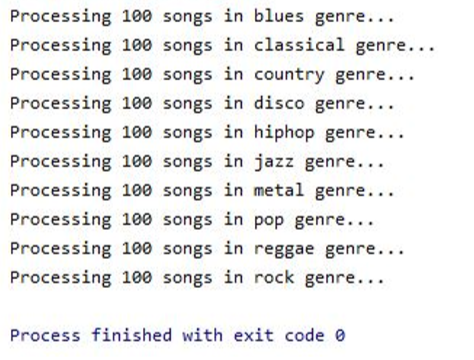 Processing 100 songs in blues genre...
Processing 100 songs in classical genre...
Processing 100 songs in country genre...
Processing 100 songs in disco genre...
Processing 100 songs in hiphop genre...
Processing 100 songs in jazz genre...
Processing 100 songs in metal genre...
Processing 100 songs in pop genre...
Processing 100 songs in reggae genre...
Processing 100 songs in rock genre...
Process finished with exit code 0